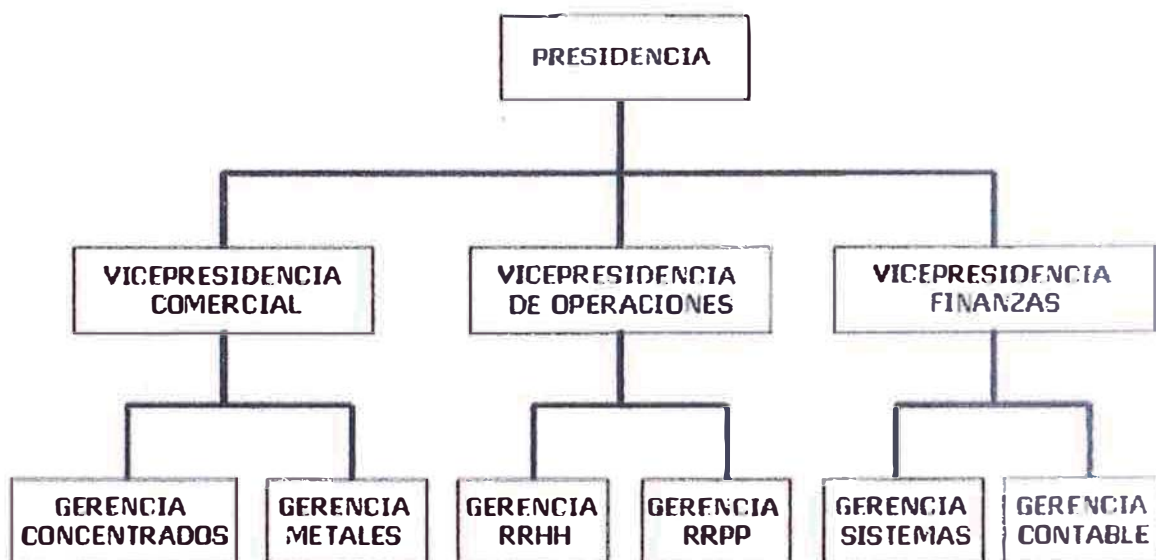 PRESIDENCIA
VICEPRESIDENCIA
COMERCIAL
VICEPRESIDENCIA
DE OPERACIONES
VICEPRESIDENCIA
FINANZAS
GERENCIA
CONCENTRADOS
GERENCIA
METALES
GERENCIA
RRHH
GERENCIA
RRPP
GERENCIA
SISTEMAS
GERENCIA
CONTABLE